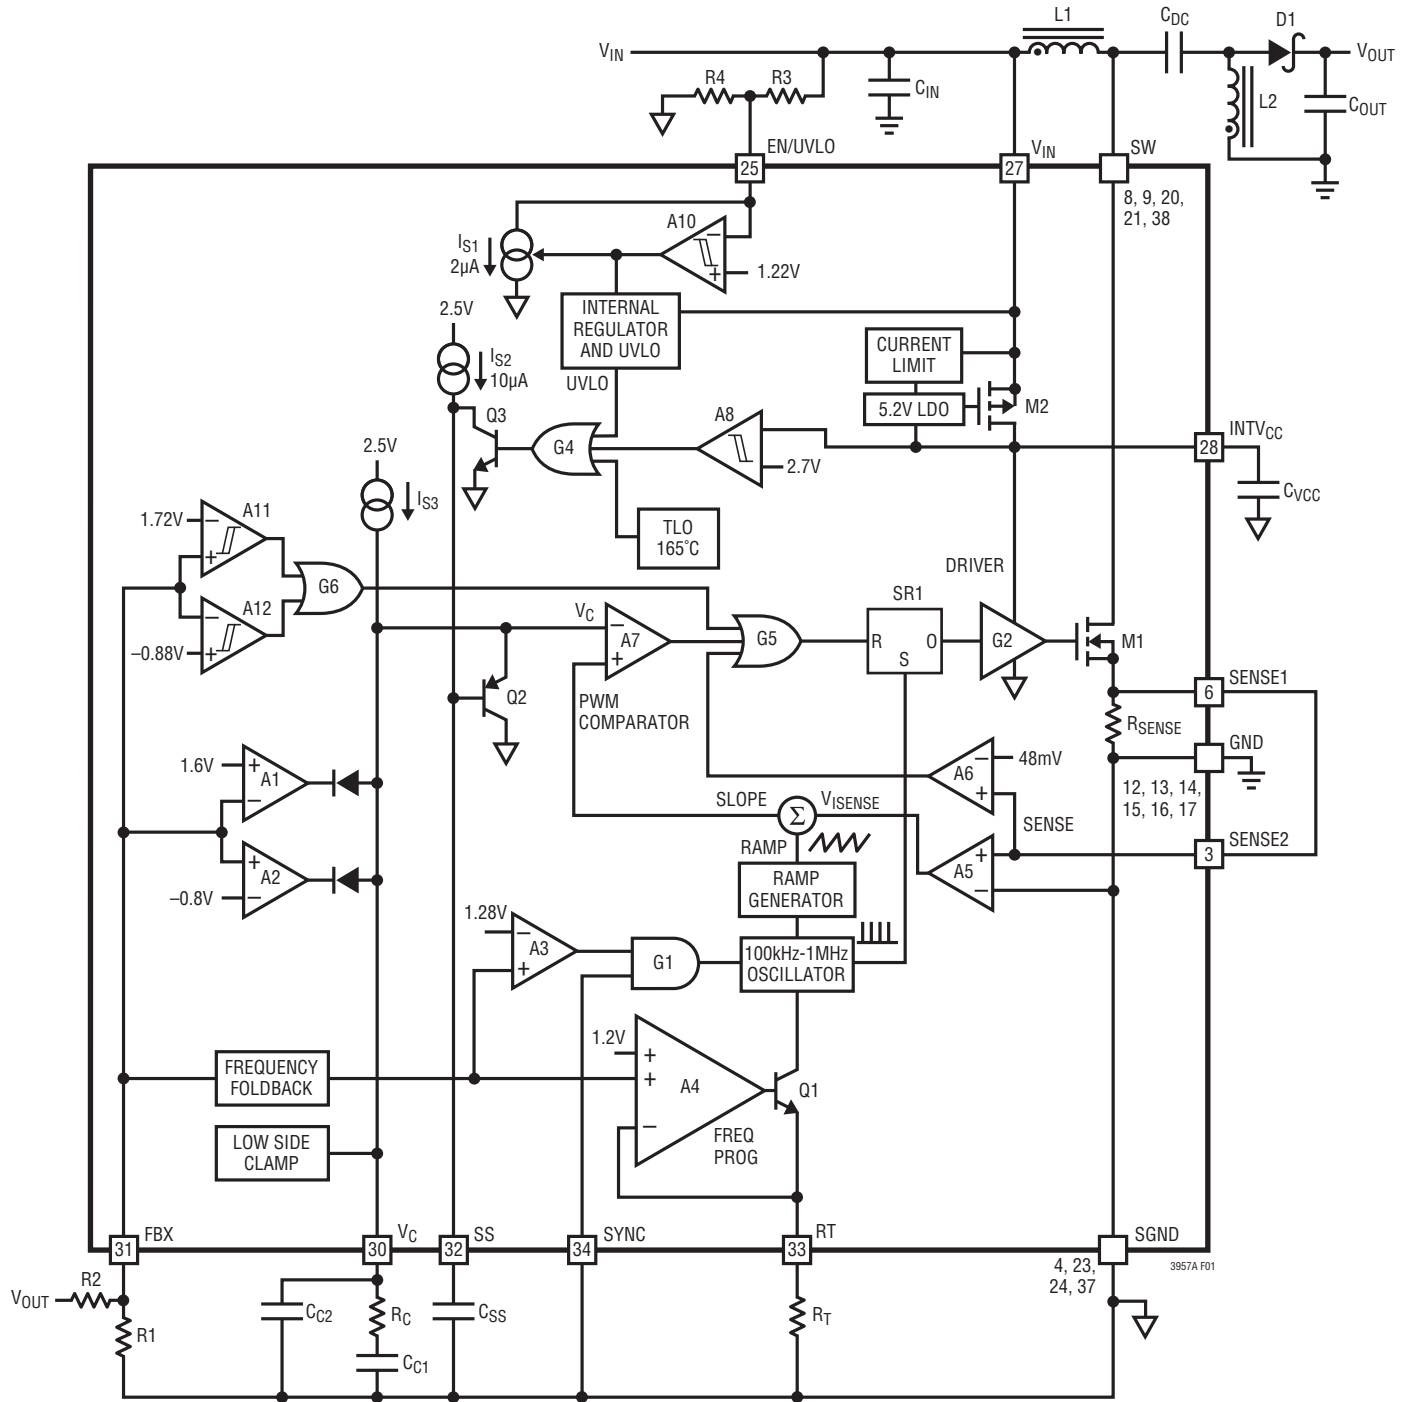 L1
CDC
D1
VIN
VOUT
R4
R3
CIN
L2
COUT
EN/UVLO
VIN
SW
25
27
8, 9, 20,
21, 38
A10
IS1
2µA
−
+
1.22V
2.5V
INTERNAL
REGULATOR
AND UVLO
CURRENT
LIMIT
IS2
10µA
UVLO
5.2V LDO
M2
Q3
A8
INTVCC
28
2.5V
G4
2.7V
CVCC
IS3
A11
1.72V
−
+
TLO
165˚C
DRIVER
G6
SR1
A12
−
+
−0.88V
VC
−
A7
+
G5
R
O
S
G2
M1
SENSE1
6
Q2
PWM
COMPARATOR
RSENSE
GND
1.6V
+
A1
−
A6
−
48mV
+
12, 13, 14,
15, 16, 17
SLOPE
VISENSE
Σ
SENSE
SENSE2
3
+
A2
−
−0.8V
RAMP
+
A5
−
RAMP
GENERATOR
1.28V
−
A3
+
G1
100kHz-1MHz
OSCILLATOR
1.2V
+
+
A4
−
Q1
FREQUENCY
FOLDBACK
FREQ
PROG
LOW SIDE
CLAMP
FBX
VC
SS
SYNC
RT
SGND
31
30
32
34
33
4, 23,
24, 37
3957A F01
R2
VOUT
R1
CC2
RC
CSS
RT
CC1